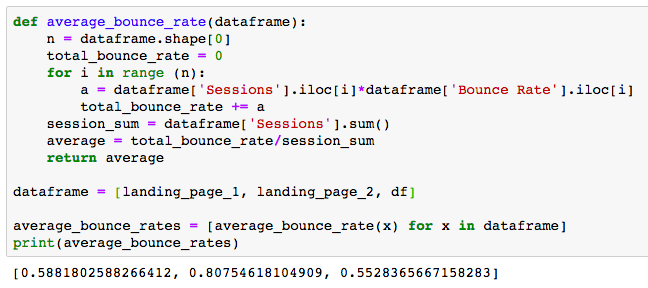 def average_bounce_rate(dataframe):
    n = dataframe.shape[0]
    total_bounce_rate = 0
    for i in range (n):
        a = dataframe['Sessions'].iloc[i]*dataframe['Bounce Rate'].iloc[i]
        total_bounce_rate += a
    session_sum = dataframe['Sessions'].sum()
    average = total_bounce_rate/session_sum
    return average

dataframe = [landing_page_1, landing_page_2, df]

average_bounce_rates = [average_bounce_rate(x) for x in dataframe]
print(average_bounce_rates)
[0.5881802588266412, 0.80754618104909, 0.5528365667158283]